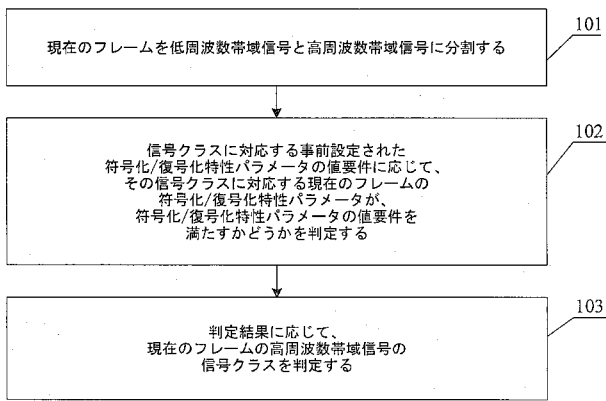 現在のフレームを低周波数帯域信号と高周波数帯域信号に分割する
101
信号クラスに対応する事前設定された
符号化/復号化特性パラメータの値要件に応じて、
その信号クラスに対応する現在のフレームの
符号化/復号化特性パラメータが、
符号化/復号化特性パラメータの値要件を
満たすかどうかを判定する
102
判定結果に応じて、
現在のフレームの高周波数帯域信号の
信号クラスを判定する
103